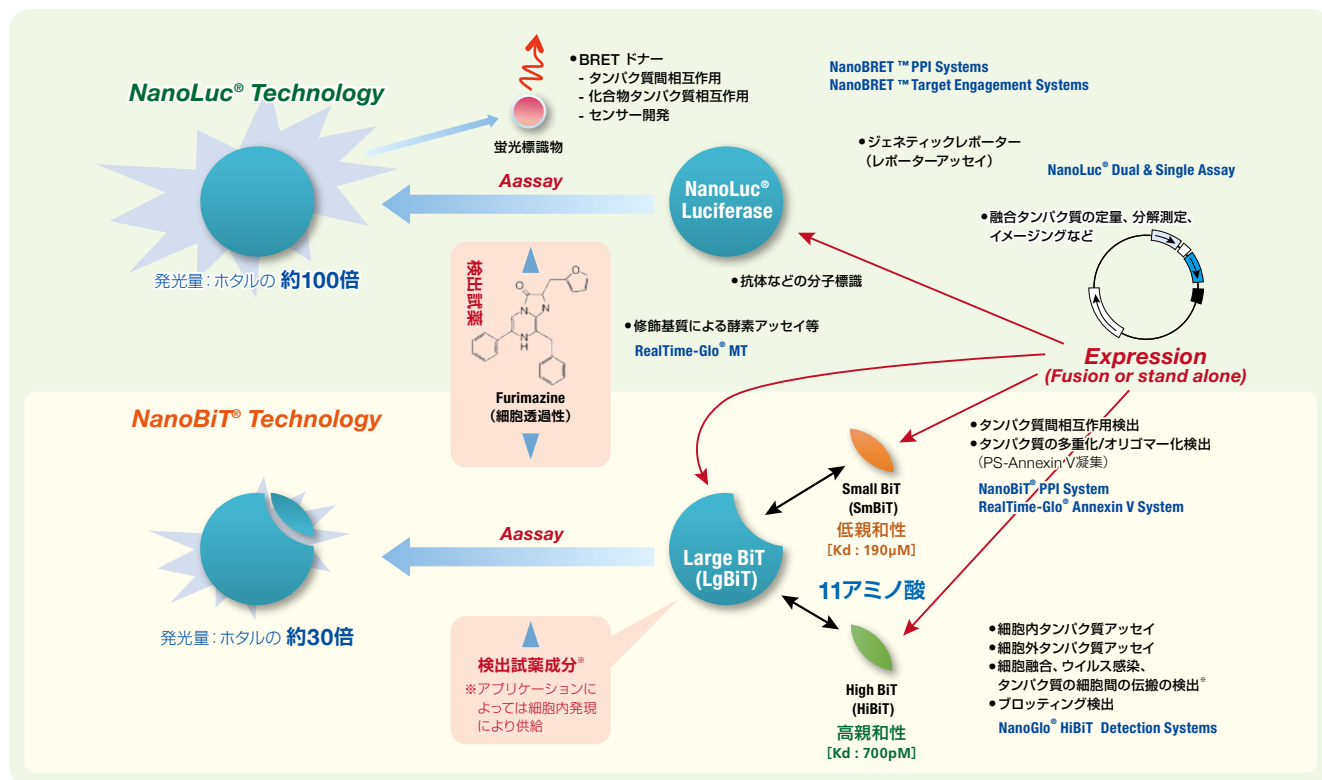 NanoLuc® Technology
●BRET ドナー
- タンパク質間相互作用
- 化合物タンパク質相互作用
- センサー開発
蛍光標識物
NanoBRET ™ PPI Systems
NanoBRET ™ Target Engagement Systems
●ジェネティックレポーター
（レポーターアッセイ）
NanoLuc® Dual & Single Assay
Aassay
NanoLuc®
Luciferase
●融合タンパク質の定量、分解測定、
イメージングなど
発光量：ホタルの 約100倍
検出試薬
O
O
N
N
N
H
Furimazine
（細胞透過性）
●抗体などの分子標識
●修飾基質による酵素アッセイ等
RealTime-Glo® MT
Expression
(Fusion or stand alone)
NanoBiT® Technology
●タンパク質間相互作用検出
●タンパク質の多重化/オリゴマー化検出
（PS-Annexin V凝集）
NanoBiT® PPI System
RealTime-Glo® Annexin V System
Small BiT
(SmBiT)
低親和性
[Kd : 190μM]
Aassay
Large BiT
(LgBiT)
11アミノ酸
発光量：ホタルの 約30倍
検出試薬成分※
※アプリケーションに
よっては細胞内発現
により供給
High BiT
(HiBiT)
高親和性
[Kd : 700pM]
●細胞内タンパク質アッセイ
●細胞外タンパク質アッセイ
●細胞融合、ウイルス感染、
タンパク質の細胞間の伝搬の検出※
●ブロッティング検出
NanoGlo® HiBiT Detection Systems